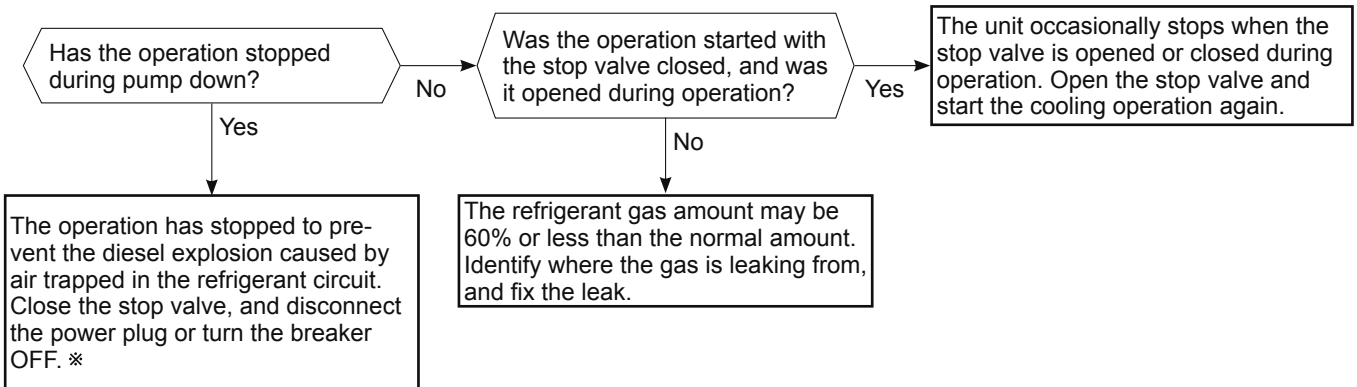 Has the operation stopped
during pump down?
No
Yes
Was the operation started with
the stop valve closed, and was
it opened during operation?
Yes
No
The unit occasionally stops when the
stop valve is opened or closed during
operation. Open the stop valve and
start the cooling operation again.
The operation has stopped to pre-
vent the diesel explosion caused by
air trapped in the refrigerant circuit.
Close the stop valve, and disconnect
the power plug or turn the breaker
OFF. ※
The refrigerant gas amount may be
60% or less than the normal amount.
Identify where the gas is leaking from,
and fix the leak.